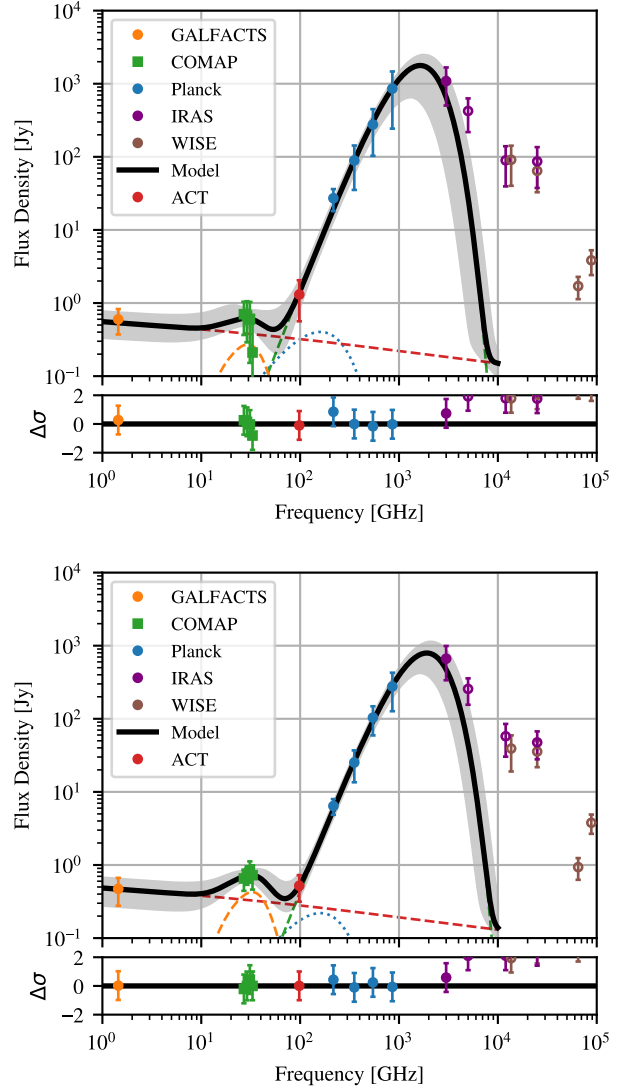 10^4
10^3
10^2
10^1
10^0
10^−1
Flux Density [Jy]
GALFACTS
COMAP
Planck
IRAS
WISE
Model
ACT
2
0
−2
Δσ
10^0 10^1 10^2 10^3 10^4 10^5
Frequency [GHz]
10^4
10^3
10^2
10^1
10^0
10^−1
Flux Density [Jy]
GALFACTS
COMAP
Planck
IRAS
WISE
Model
ACT
2
0
−2
Δσ
10^0 10^1 10^2 10^3 10^4 10^5
Frequency [GHz]